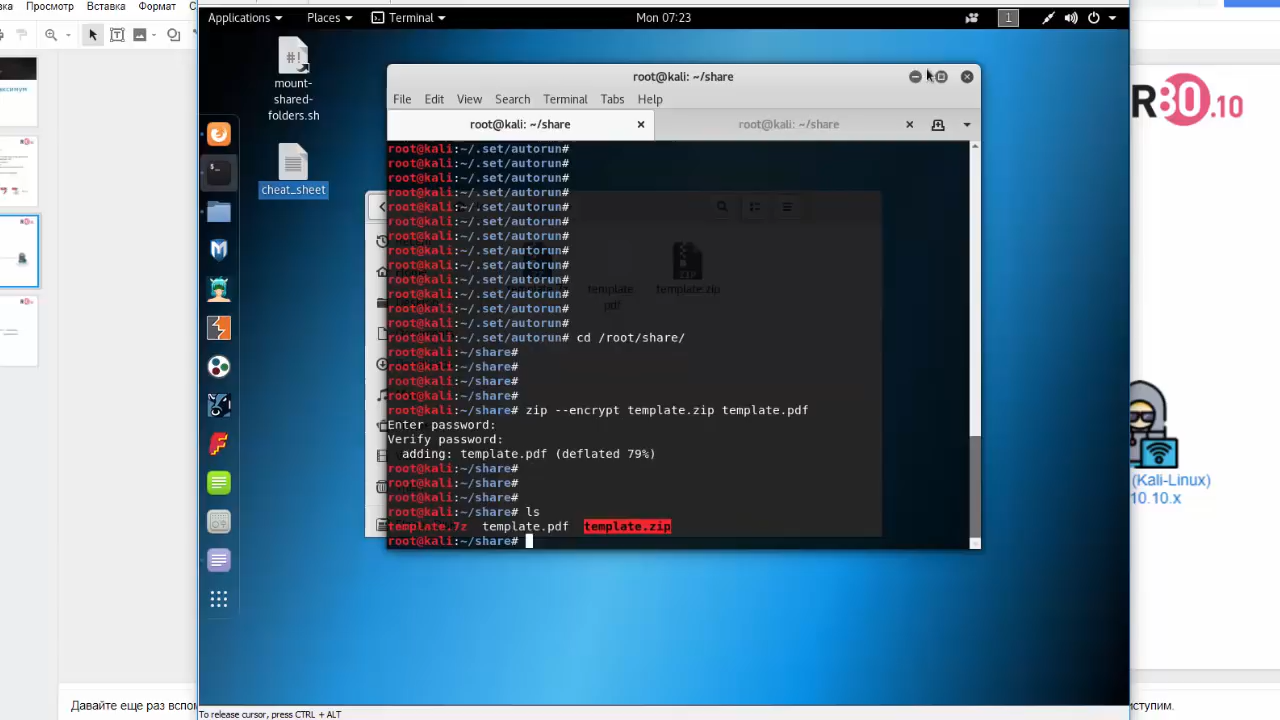 вка Просмотр Вставка Формат С
Applications Places Terminal Mon 07:23 1
mount-
shared-
folders.sh
cheat_sheet
root@kali: ~/share
File Edit View Search Terminal Tabs Help
root@kali: ~/share root@kali: ~/share
root@kali:~/.set/autorun#
root@kali:~/.set/autorun#
root@kali:~/.set/autorun#
root@kali:~/.set/autorun#
root@kali:~/.set/autorun#
root@kali:~/.set/autorun#
root@kali:~/.set/autorun#
root@kali:~/.set/autorun#
root@kali:~/.set/autorun#
root@kali:~/.set/autorun#
root@kali:~/.set/autorun#
root@kali:~/.set/autorun#
root@kali:~/.set/autorun#
root@kali:~/.set/autorun# cd /root/share/
root@kali:~/share#
root@kali:~/share#
root@kali:~/share#
root@kali:~/share#
root@kali:~/share# zip --encrypt template.zip template.pdf
Enter password:
Verify password:
adding: template.pdf (deflated 79%)
root@kali:~/share#
root@kali:~/share#
root@kali:~/share#
root@kali:~/share# ls
template.7z template.pdf template.zip
root@kali:~/share#
ZIP
template.
pdf
template.zip
R:80.10
(Kali-Linux)
10.10.x
Давайте еще раз вспом
ступим.
To release cursor, press CTRL + ALT